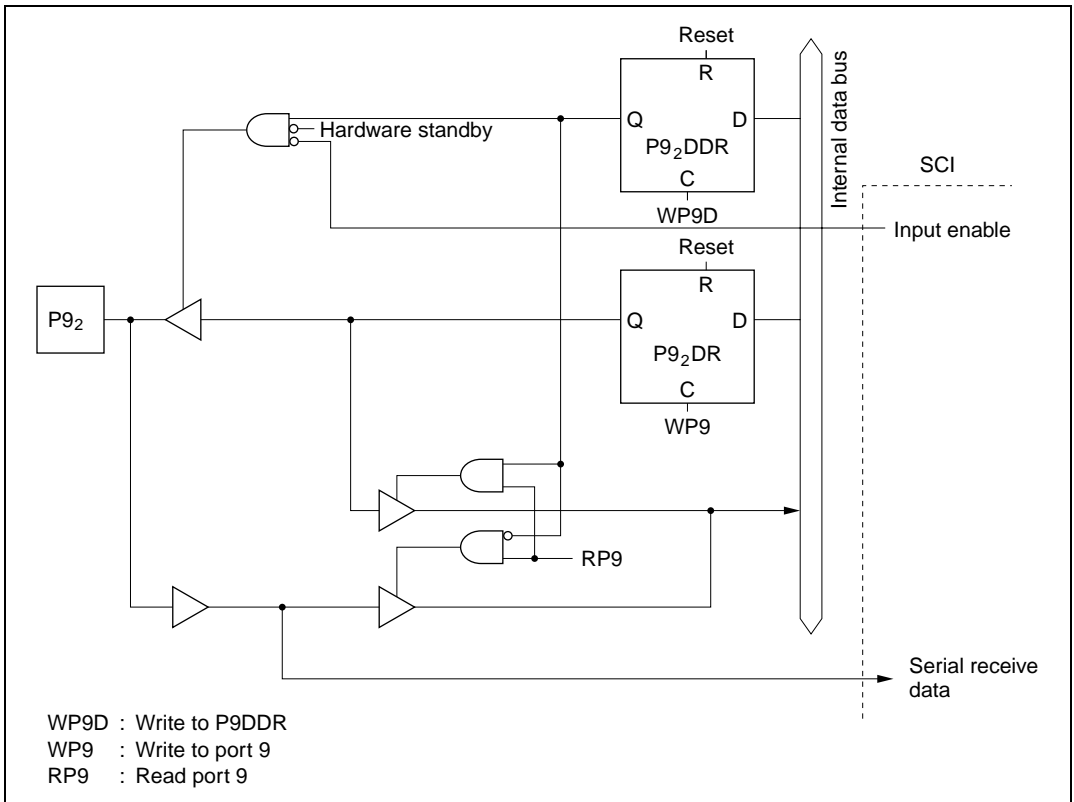 Reset
R
Hardware standby
Q
D
P9₂DDR
C
WP9D
Internal data bus
SCI
Input enable
Reset
R
P9₂
Q
D
P9₂DR
C
WP9
RP9
Serial receive
data
WP9D : Write to P9DDR
WP9 : Write to port 9
RP9 : Read port 9